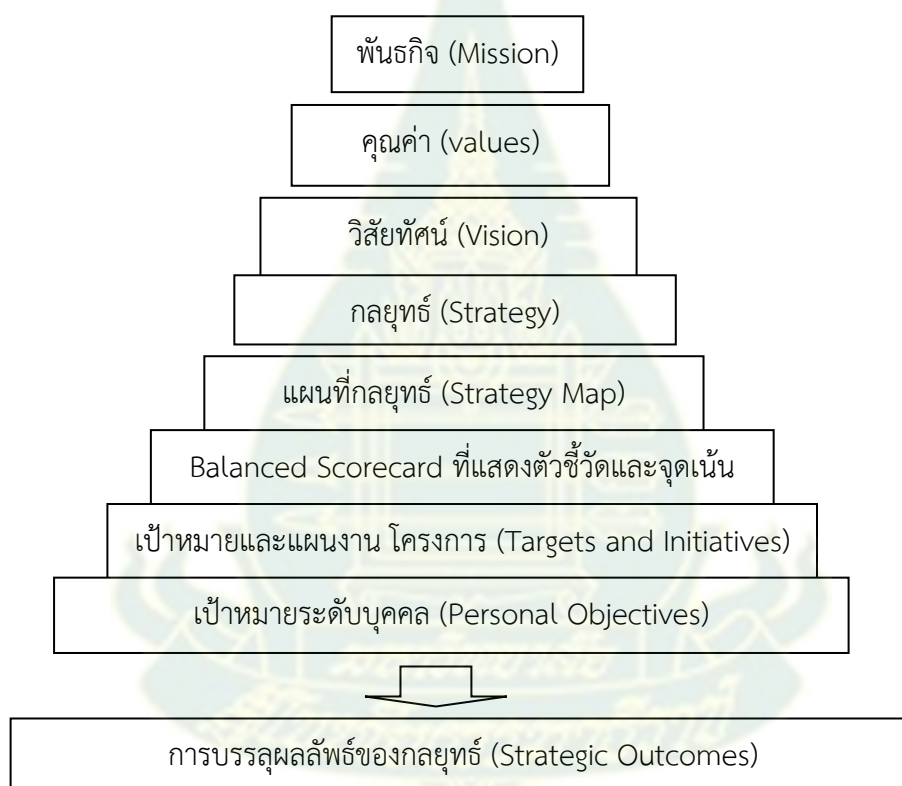 พันธกิจ (Mission)
คุณค่า (values)
วิสัยทัศน์ (Vision)
กลยุทธ์ (Strategy)
แผนที่กลยุทธ์ (Strategy Map)
Balanced Scorecard ที่แสดงตัวชี้วัดและจุดเน้น
เป้าหมายและแผนงาน โครงการ (Targets and Initiatives)
เป้าหมายระดับบุคคล (Personal Objectives)
การบรรลุผลลัพธ์ของกลยุทธ์ (Strategic Outcomes)